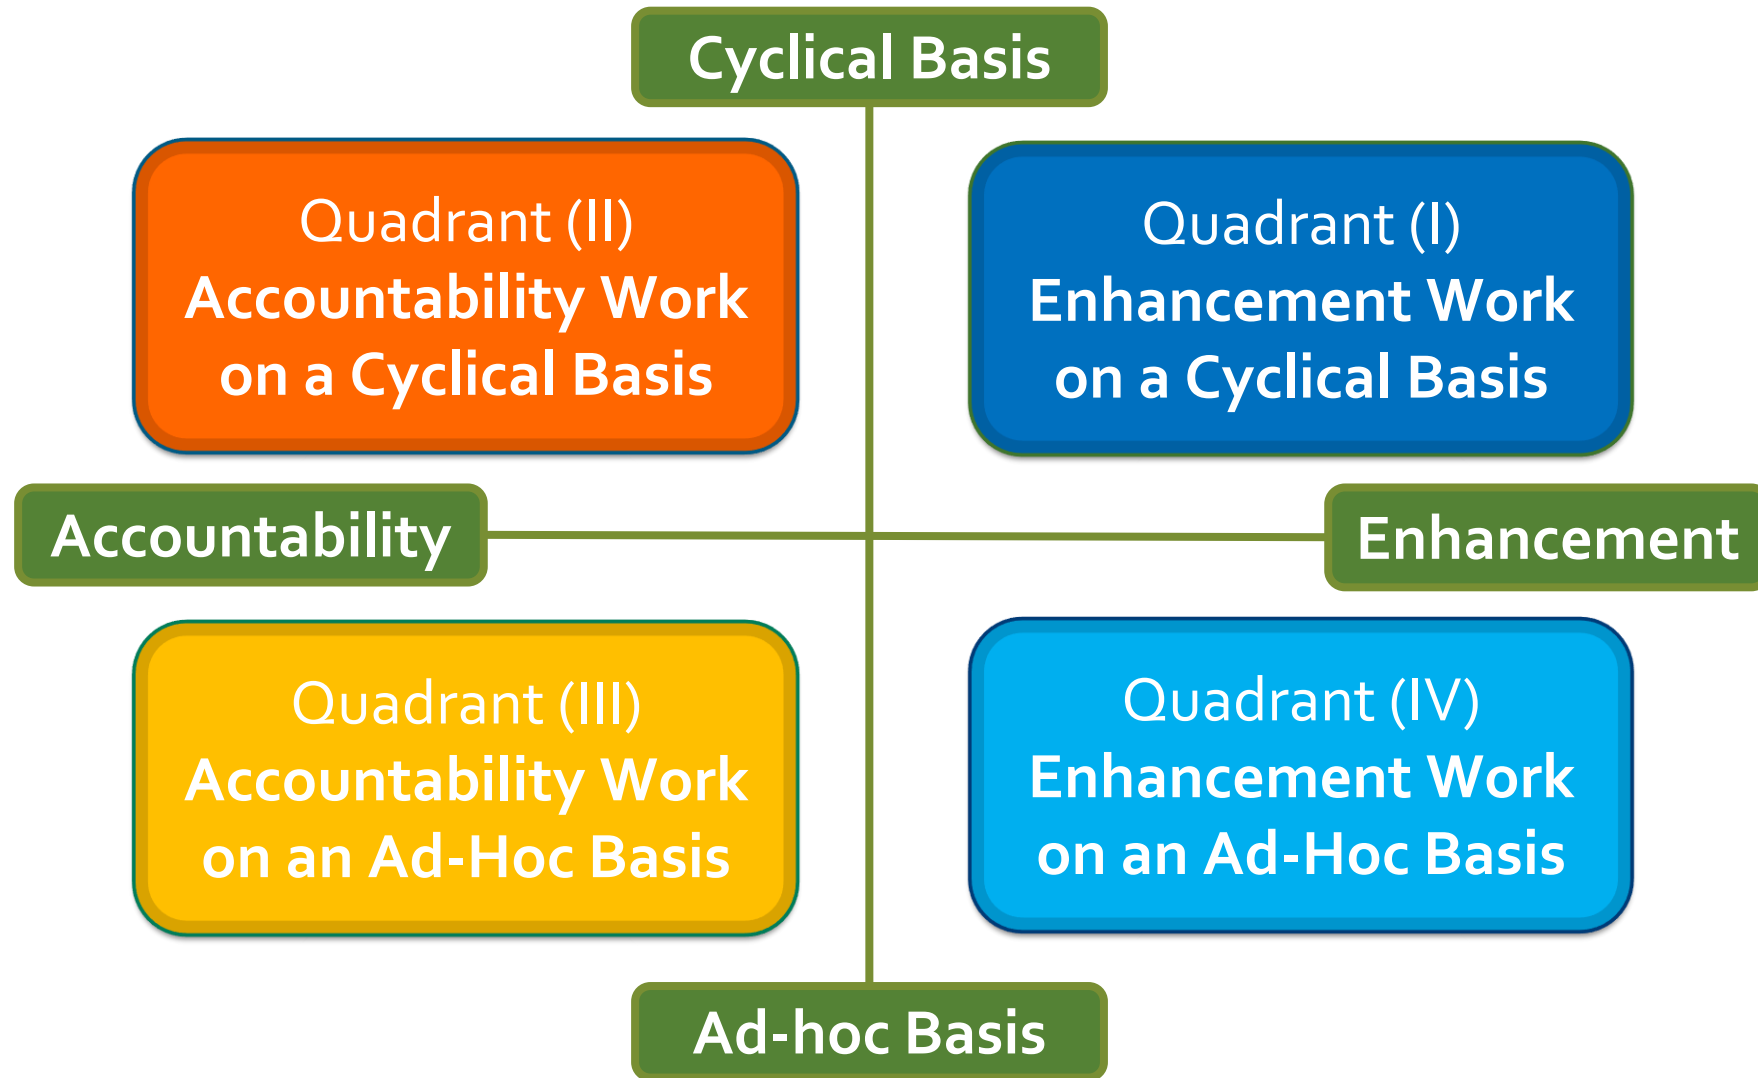 Cyclical Basis
Quadrant (II)
Accountability Work
on a Cyclical Basis
Quadrant (I)
Enhancement Work
on a Cyclical Basis
Accountability
Enhancement
Quadrant (III)
Accountability Work
on an Ad-Hoc Basis
Quadrant (IV)
Enhancement Work
on an Ad-Hoc Basis
Ad-hoc Basis